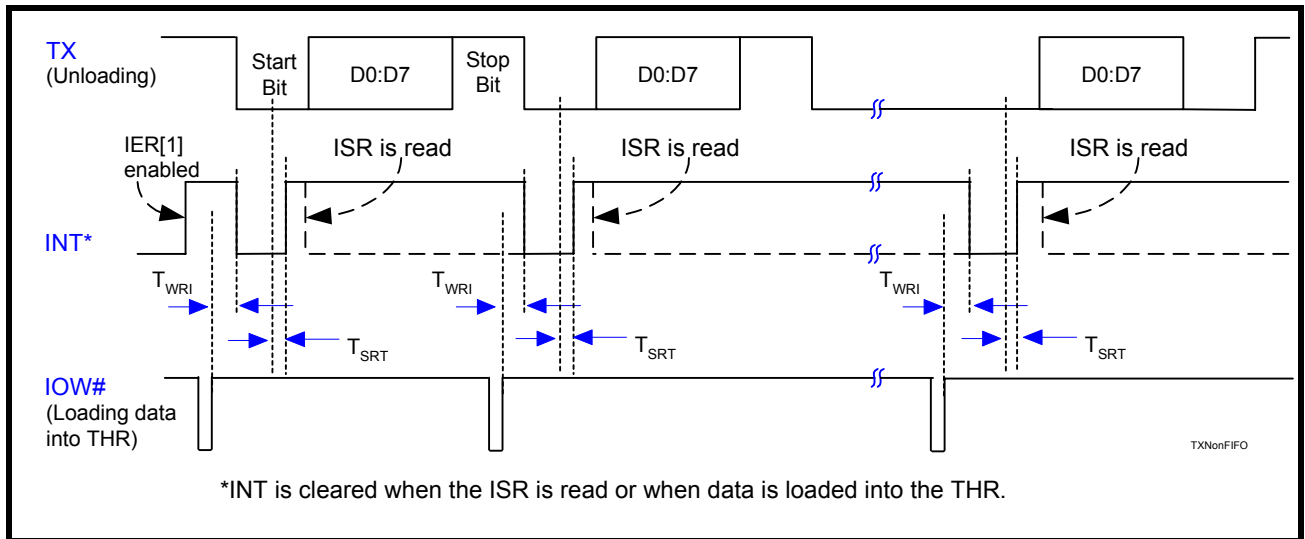 TX
(Unloading)
Start
Bit
D0:D7
Stop
Bit
D0:D7
D0:D7
IER[1]
enabled
ISR is read
ISR is read
ISR is read
INT*
TWRI
TWRI
TWRI
TSRT
TSRT
TSRT
IOW#
(Loading data
into THR)
TXNonFIFO
*INT is cleared when the ISR is read or when data is loaded into the THR.